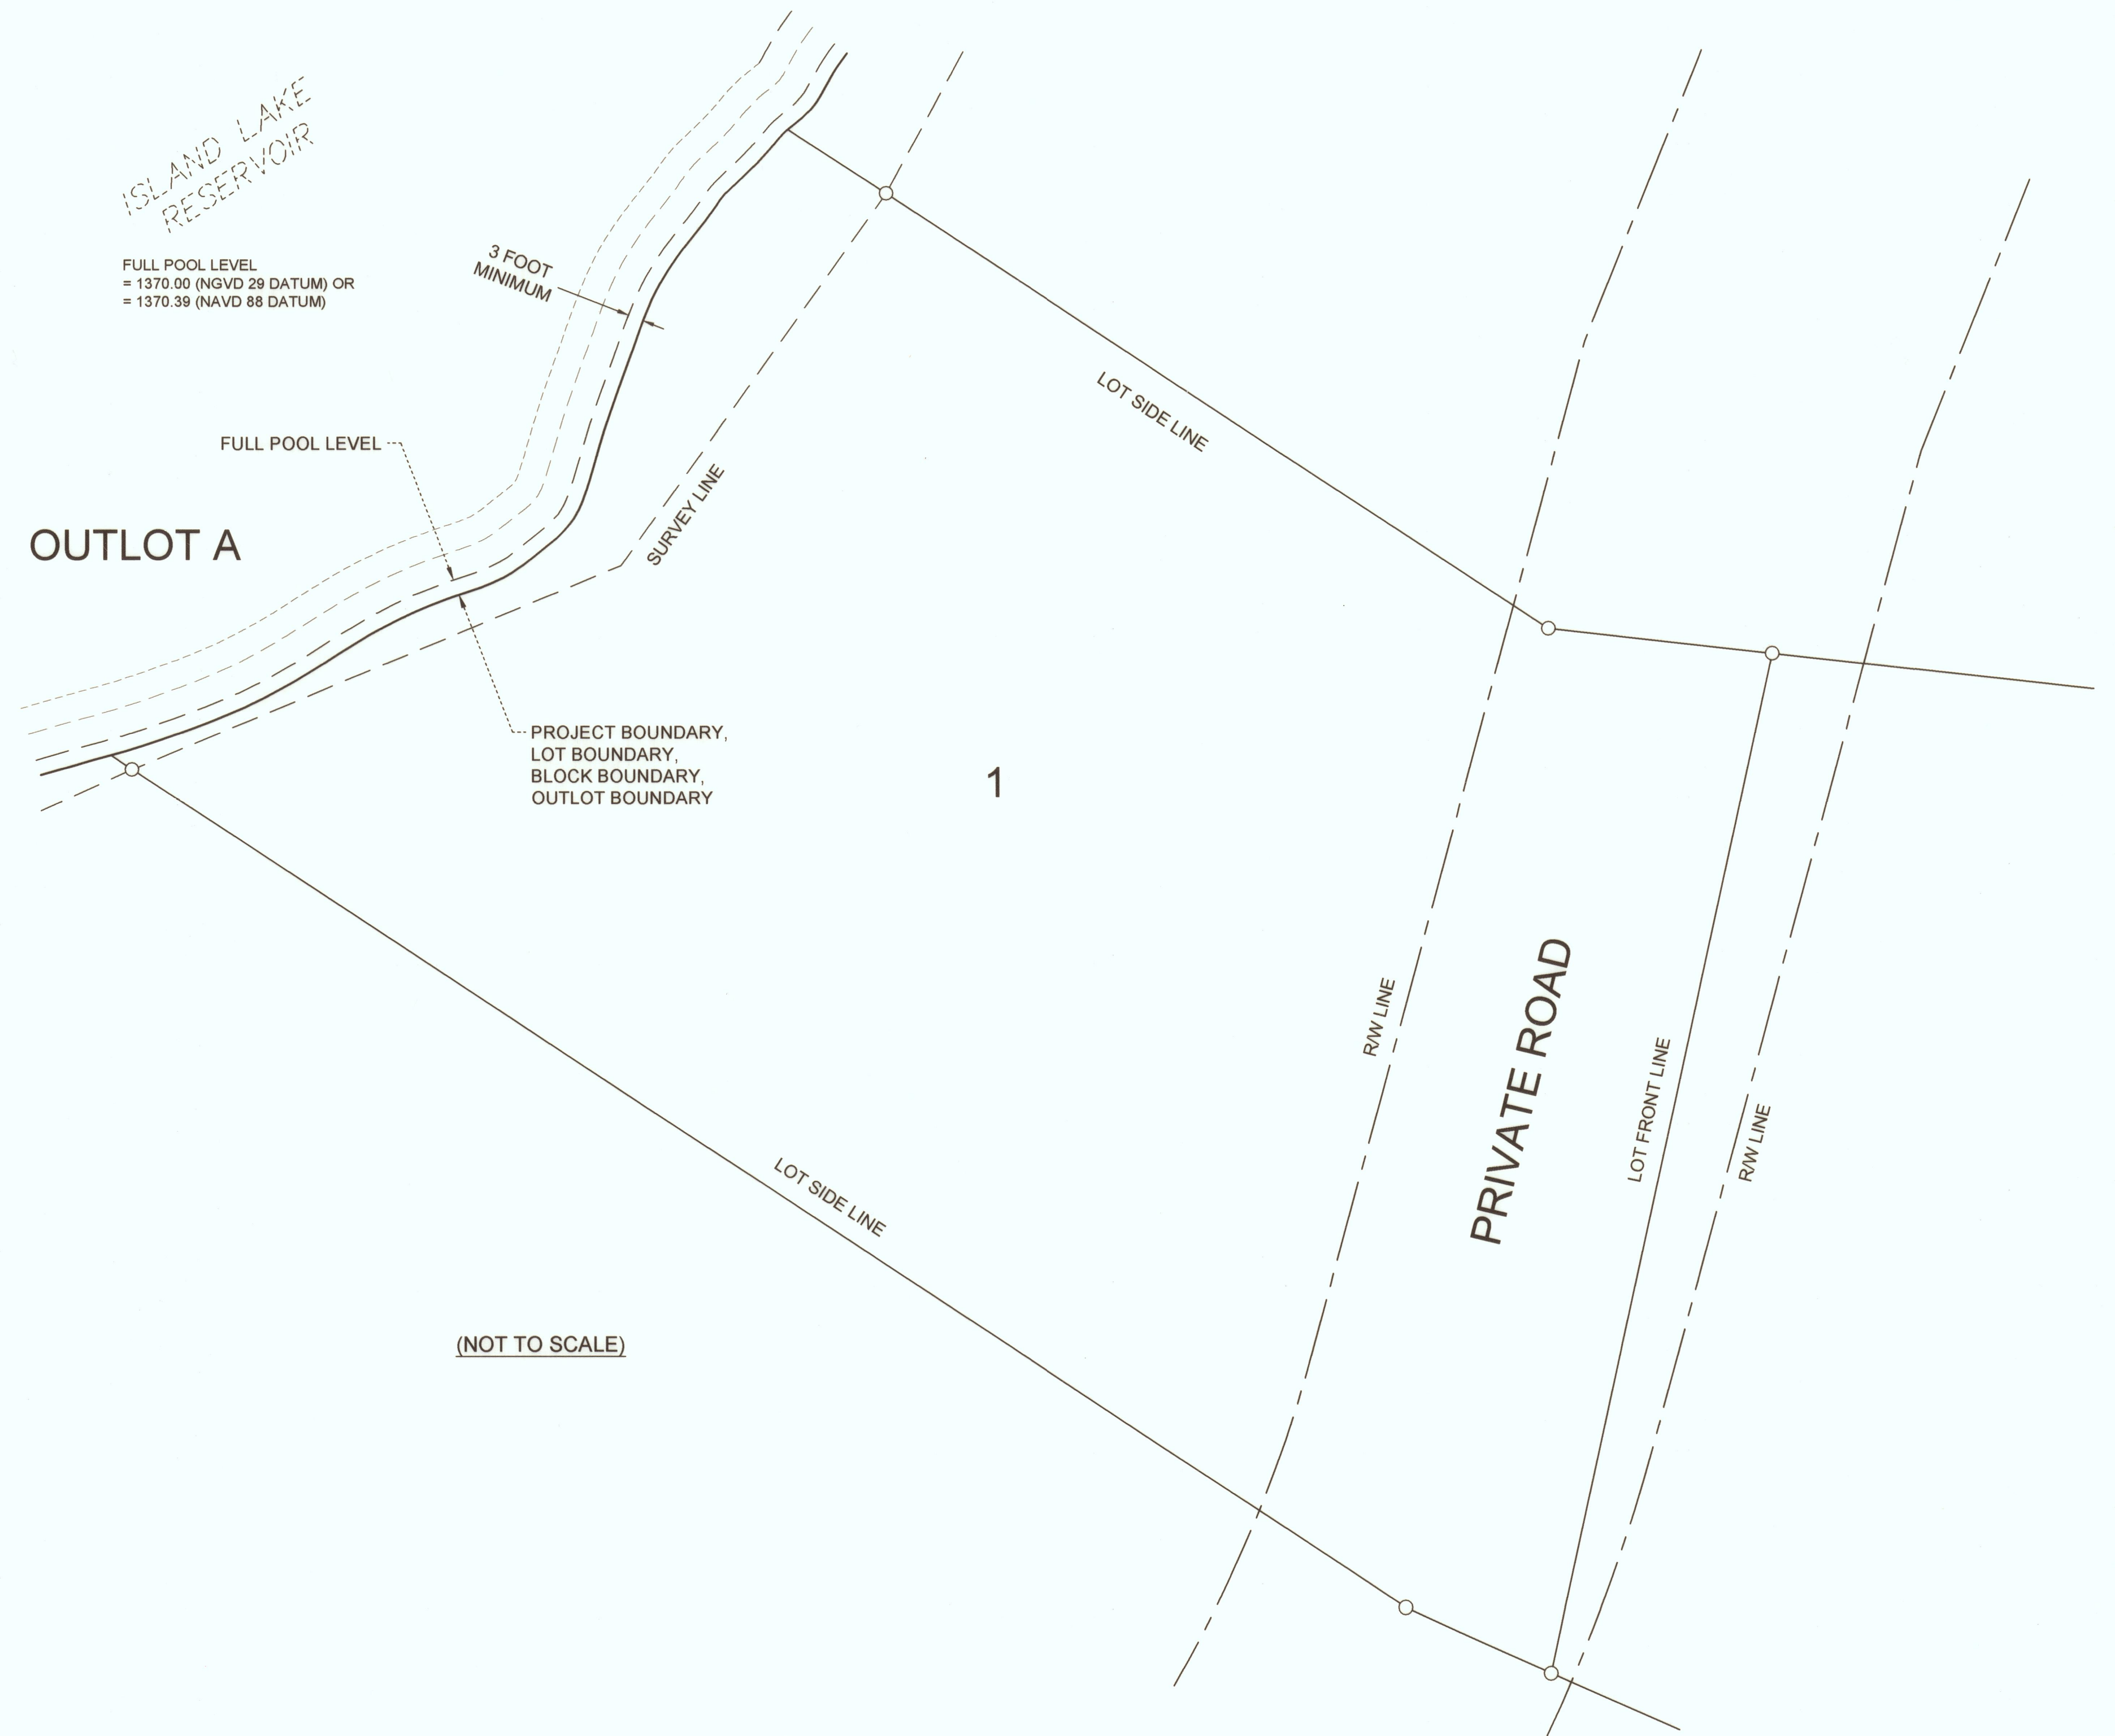 ISLAND LAKE
RESERVOIR
FULL POOL LEVEL
= 1370.00 (NGVD 29 DATUM) OR
= 1370.39 (NAVD 88 DATUM)
3 FOOT
MINIMUM
LOT SIDE LINE
FULL POOL LEVEL
SURVEY LINE
OUTLOT A
PROJECT BOUNDARY,
LOT BOUNDARY,
BLOCK BOUNDARY,
OUTLOT BOUNDARY
1
R/W LINE
PRIVATE ROAD
LOT FRONT LINE
R/W LINE
LOT SIDE LINE
(NOT TO SCALE)